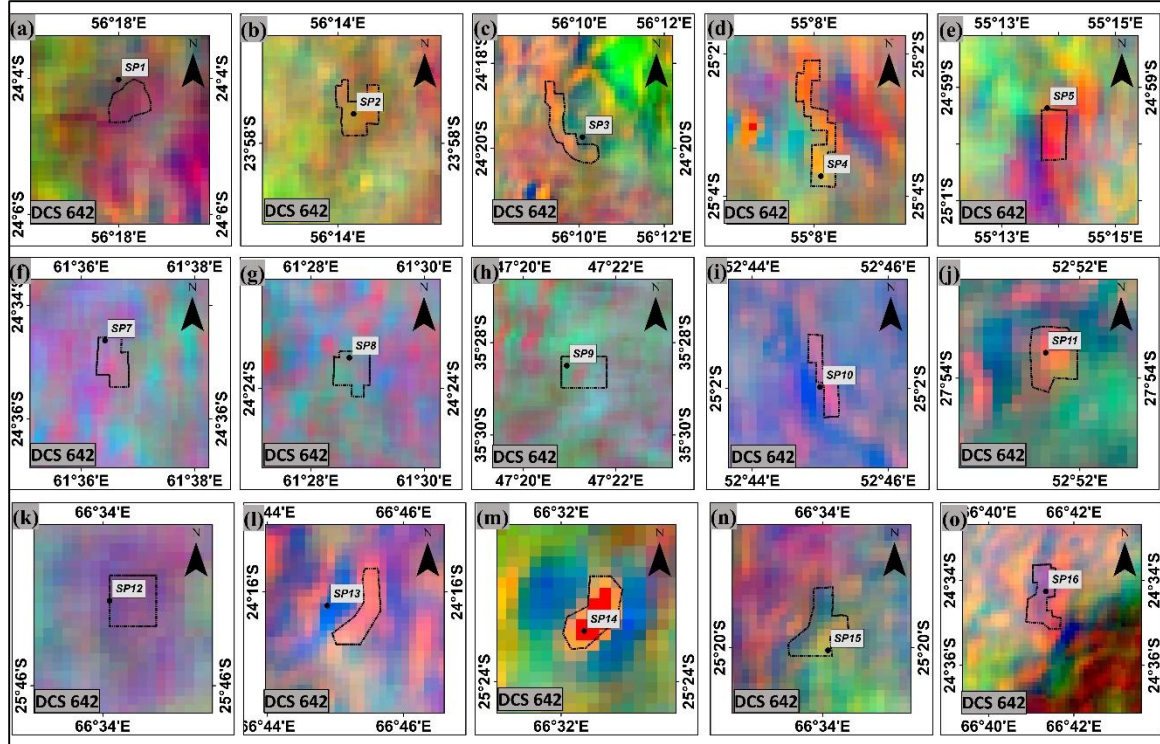 (a) 56°18'E
SP1
24°4'S 24°4'S
24°6'S 24°6'S
DCS 642
56°18'E
N
(b) 56°14'E
SP2
23°58'S 23°58'S
DCS 642
56°14'E
N
(c) 56°10'E 56°12'E
24°18'S
SP3
24°20'S 24°20'S
DCS 642
56°10'E 56°12'E
N
(d) 55°8'E
25°2'S 25°2'S
SP4
25°4'S 25°4'S
DCS 642
55°8'E
N
(e) 55°13'E 55°15'E
24°59'S 24°59'S
SP5
25°1'S 25°1'S
DCS 642
55°13'E 55°15'E
N
(f) 61°36'E 61°38'E
24°34'S
SP7
24°36'S 24°36'S
DCS 642
61°36'E 61°38'E
N
(g) 61°28'E 61°30'E
SP8
24°24'S 24°24'S
DCS 642
61°28'E 61°30'E
N
(h) 47°20'E 47°22'E
35°28'S 35°28'S
SP9
35°30'S 35°30'S
DCS 642
47°20'E 47°22'E
N
(i) 52°44'E 52°46'E
SP10
25°2'S 25°2'S
DCS 642
52°44'E 52°46'E
N
(j) 52°52'E
SP11
27°54'S 27°54'S
DCS 642
52°52'E
N
(k) 66°34'E
SP12
25°46'S 25°46'S
DCS 642
66°34'E
N
(l) 66°44'E 66°46'E
SP13
24°16'S 24°16'S
DCS 642
66°44'E 66°46'E
N
(m) 66°32'E
SP14
25°24'S 25°24'S
DCS 642
66°32'E
N
(n) 66°34'E
SP15
25°20'S 25°20'S
DCS 642
66°34'E
N
(o) 66°40'E 66°42'E
24°34'S 24°34'S
SP16
24°36'S 24°36'S
DCS 642
66°40'E 66°42'E
N